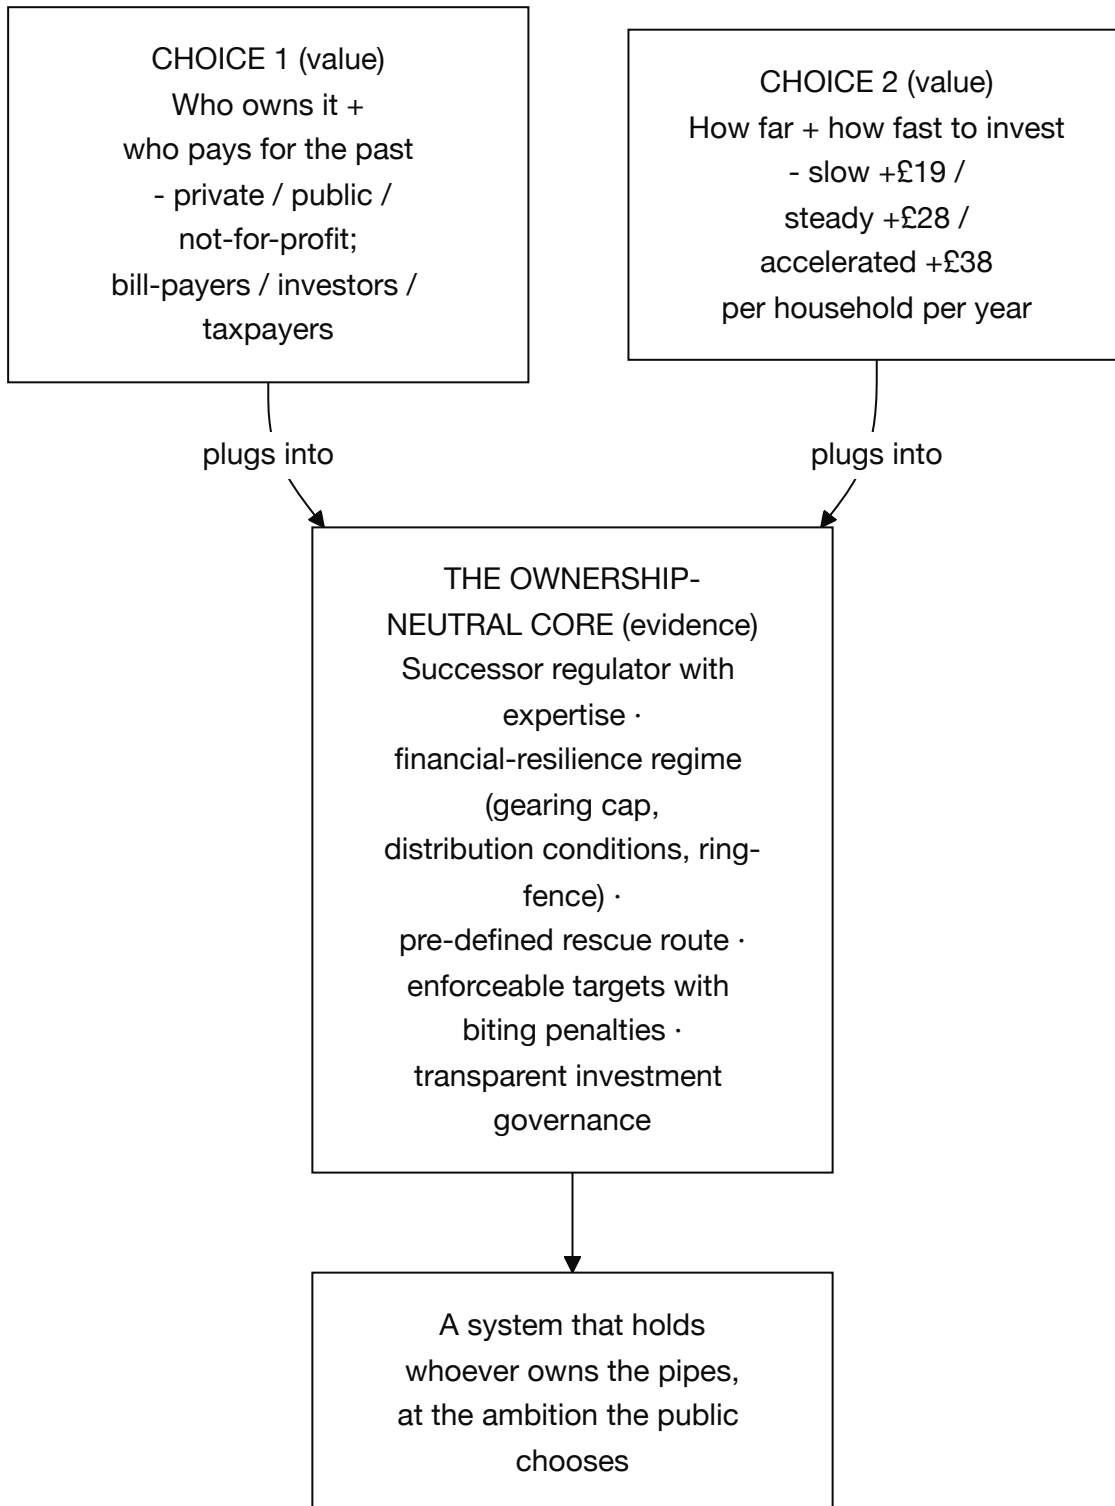 CHOICE 1 (value)
Who owns it +
who pays for the past
- private / public /
not-for-profit;
bill-payers / investors /
taxpayers
CHOICE 2 (value)
How far + how fast to invest
- slow +£19 /
steady +£28 /
accelerated +£38
per household per year
plugs into
plugs into
THE OWNERSHIP-
NEUTRAL CORE (evidence)
Successor regulator with
expertise ·
financial-resilience regime
(gearing cap,
distribution conditions, ring-
fence) ·
pre-defined rescue route ·
enforceable targets with
biting penalties ·
transparent investment
governance
A system that holds
whoever owns the pipes,
at the ambition the public
chooses